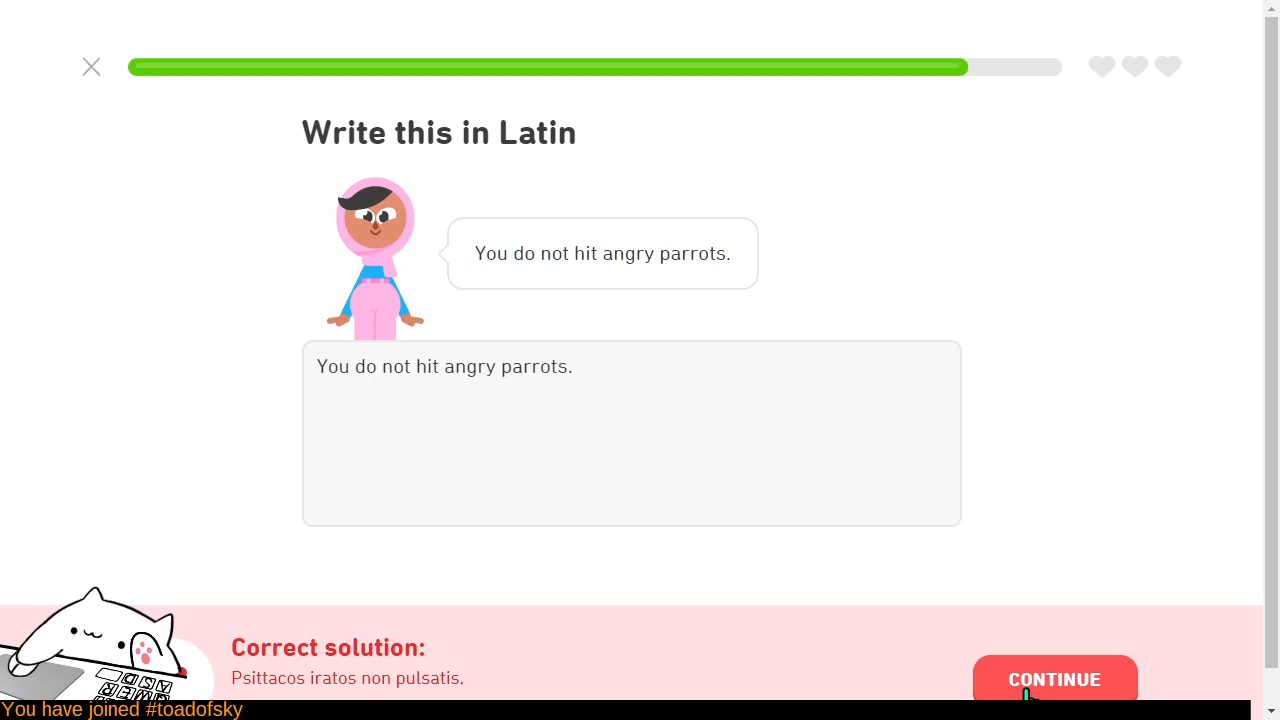 Write this in Latin
You do not hit angry parrots.
You do not hit angry parrots.
Correct solution:
Psittacos iratos non pulsatis.
CONTINUE
You have joined #toadofsky